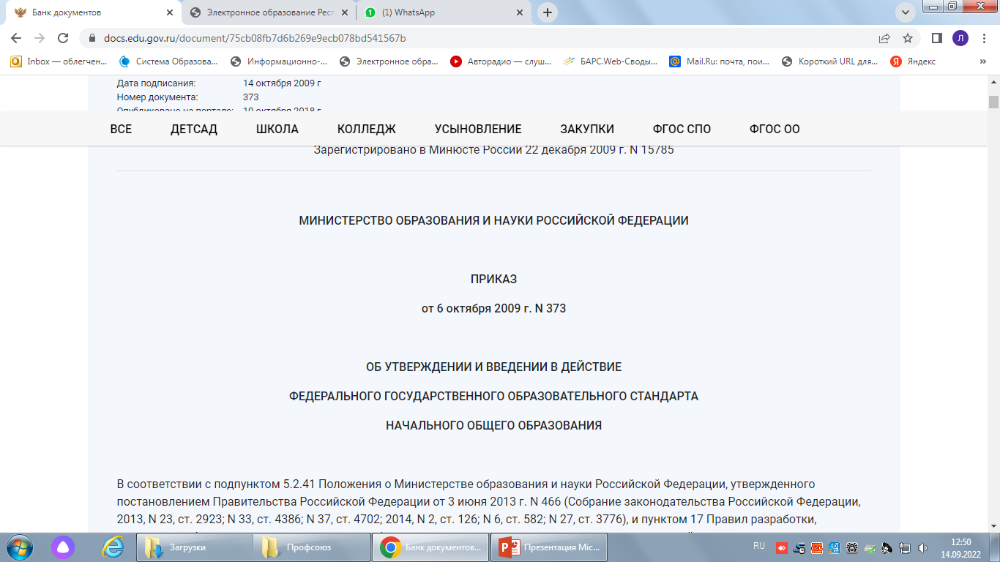 Банк документов
Электронное образование Респ
(1) WhatsApp
docs.edu.gov.ru/document/75cb08fb7d6b269e9ecb078bd541567b
Л
Inbox — облегчен...
Система Образова...
Информационно-...
Электронное обра...
Авторадио — слуш...
БАРС.Web-Своды...
Mail.Ru: почта, пои...
Короткий URL для...
Яндекс
»
Дата подписания: 14 октября 2009 г
Номер документа: 373
Опубликовано на портале: 10 октября 2018 г
ВСЕ ДЕТСАД ШКОЛА КОЛЛЕДЖ УСЫНОВЛЕНИЕ ЗАКУПКИ ФГОС СПО ФГОС ОО
Зарегистрировано в Минюсте России 22 декабря 2009 г. N 15785
МИНИСТЕРСТВО ОБРАЗОВАНИЯ И НАУКИ РОССИЙСКОЙ ФЕДЕРАЦИИ
ПРИКАЗ
от 6 октября 2009 г. N 373
ОБ УТВЕРЖДЕНИИ И ВВЕДЕНИИ В ДЕЙСТВИЕ
ФЕДЕРАЛЬНОГО ГОСУДАРСТВЕННОГО ОБРАЗОВАТЕЛЬНОГО СТАНДАРТА
НАЧАЛЬНОГО ОБЩЕГО ОБРАЗОВАНИЯ
В соответствии с подпунктом 5.2.41 Положения о Министерстве образования и науки Российской Федерации, утвержденного
постановлением Правительства Российской Федерации от 3 июня 2013 г. N 466 (Собрание законодательства Российской Федерации,
2013, N 23, ст. 2923; N 33, ст. 4386; N 37, ст. 4702; 2014, N 2, ст. 126; N 6, ст. 582; N 27, ст. 3776), и пунктом 17 Правил разработки,
Загрузки
Профсоюз
Банк документов...
Презентация Mic...
RU
12:50
14.09.2022